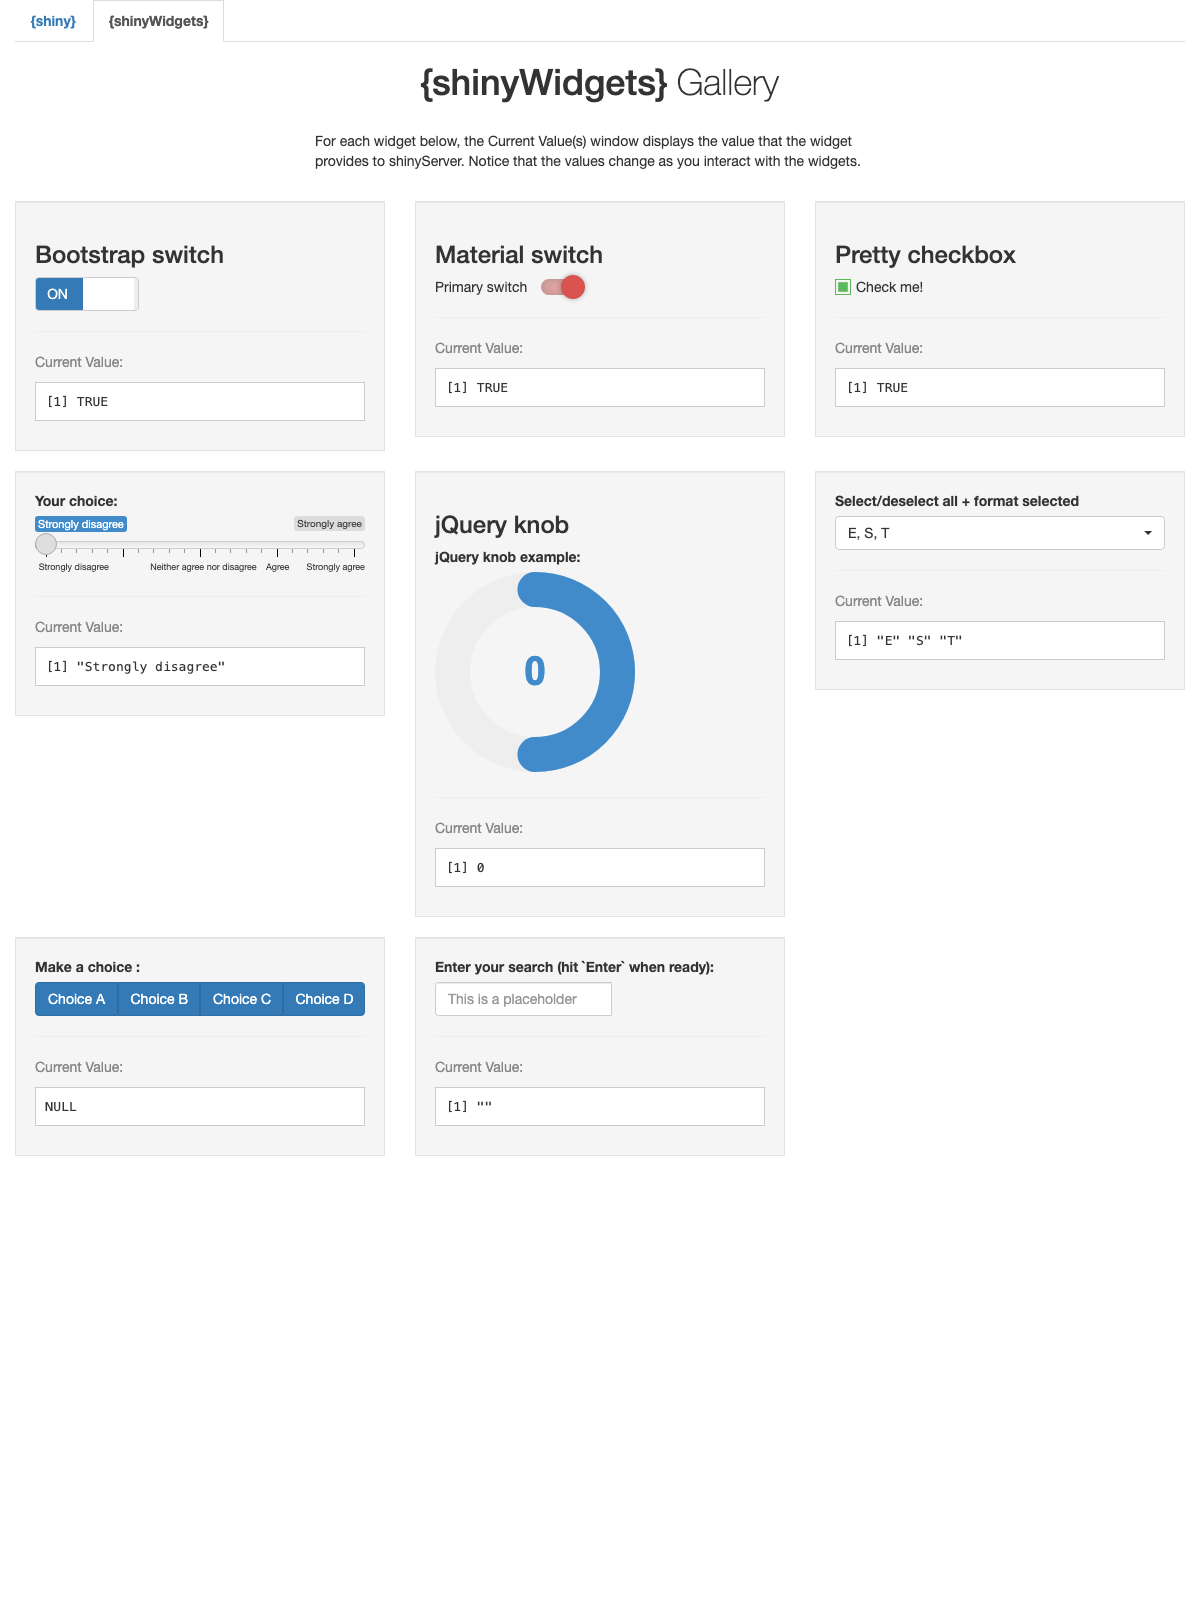 {shiny}
{shinyWidgets}
{shinyWidgets} Gallery
For each widget below, the Current Value(s) window displays the value that the widget
provides to shinyServer. Notice that the values change as you interact with the widgets.
Bootstrap switch
ON
Current Value:
[1] TRUE
Material switch
Primary switch
Current Value:
[1] TRUE
Pretty checkbox
Check me!
Current Value:
[1] TRUE
Your choice:
Strongly disagree
Strongly agree
Strongly disagree
Neither agree nor disagree
Agree
Strongly agree
Current Value:
[1] "Strongly disagree"
jQuery knob
jQuery knob example:
0
Current Value:
[1] 0
Select/deselect all + format selected
E, S, T
Current Value:
[1] "E" "S" "T"
Make a choice :
Choice A
Choice B
Choice C
Choice D
Current Value:
NULL
Enter your search (hit `Enter` when ready):
This is a placeholder
Current Value:
[1] ""